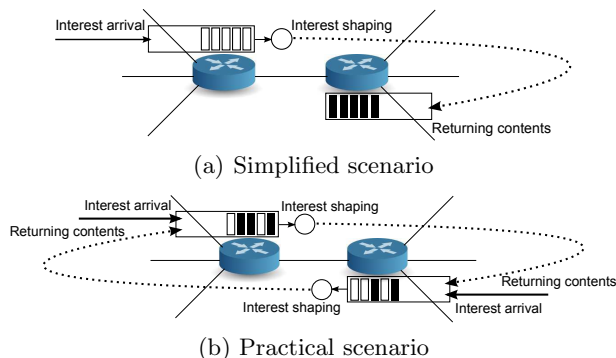 Interest arrival
Interest shaping
Returning contents
(a) Simplified scenario
Interest arrival
Interest shaping
Returning contents
Returning contents
Interest shaping
Interest arrival
(b) Practical scenario